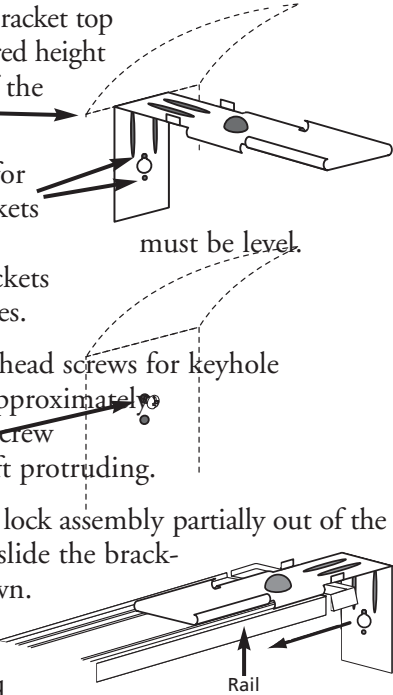 racket top
red height
the
for
kets
must be level.
ckets
es.
head screws for keyhole
pproximately
crew
ft protruding.
lock assembly partially out of the
slide the brack-
wn.
Rail